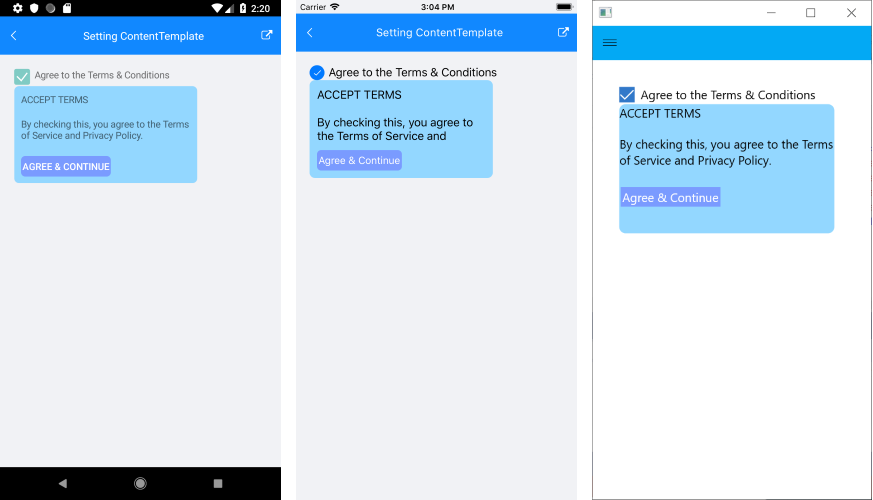 2:20
Setting ContentTemplate
Agree to the Terms & Conditions
ACCEPT TERMS
By checking this, you agree to the Terms
of Service and Privacy Policy.
AGREE & CONTINUE
Carrier 3:04 PM
Setting ContentTemplate
Agree to the Terms & Conditions
ACCEPT TERMS
By checking this, you agree to
the Terms of Service and
Agree & Continue
Agree to the Terms & Conditions
ACCEPT TERMS
By checking this, you agree to the Terms
of Service and Privacy Policy.
Agree & Continue